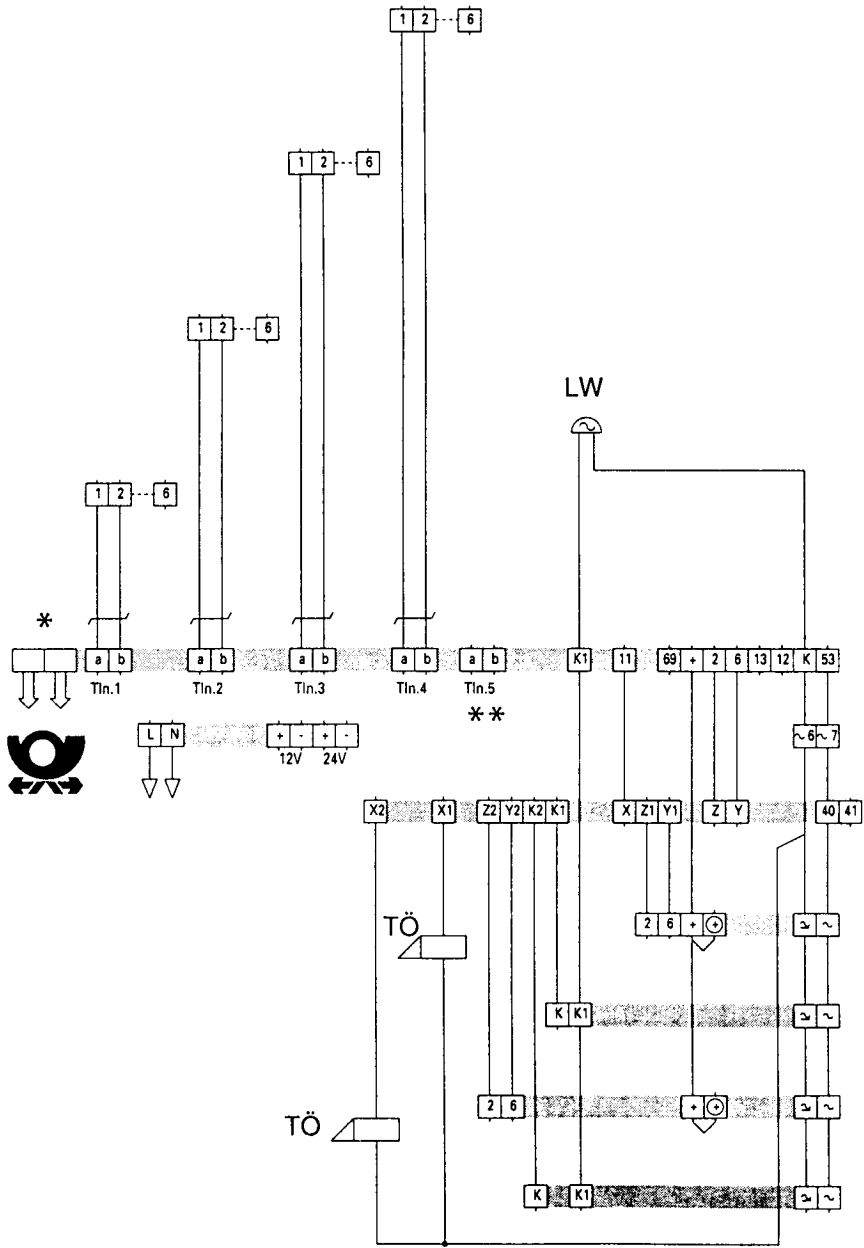 1 2 6
1 2 6
1 2 6
LW
1 2 6
*
a b a b a b a b a b K1 11 69 + 2 6 13 12 K 53
Tln.1 Tln.2 Tln.3 Tln.4 Tln.5
**
L N + - + - ~6 ~7
12V 24V
X2 X1 Z2 Y2 K2 K1 X Z1 Y1 Z Y 40 41
TÖ 2 6 + + ~ ~
K K1 ~ ~
TÖ 2 6 + + ~ ~
K K1 ~ ~